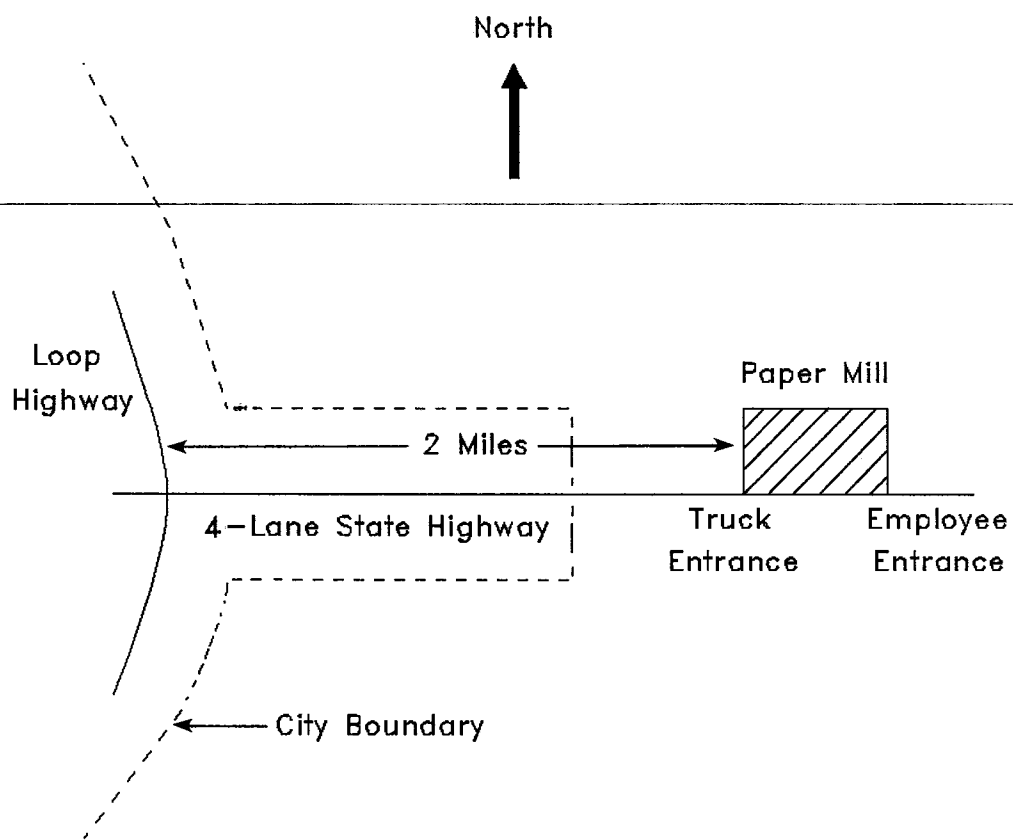 North
Loop
Highway
Paper Mill
2 Miles
4-Lane State Highway
Truck
Entrance
Employee
Entrance
City Boundary